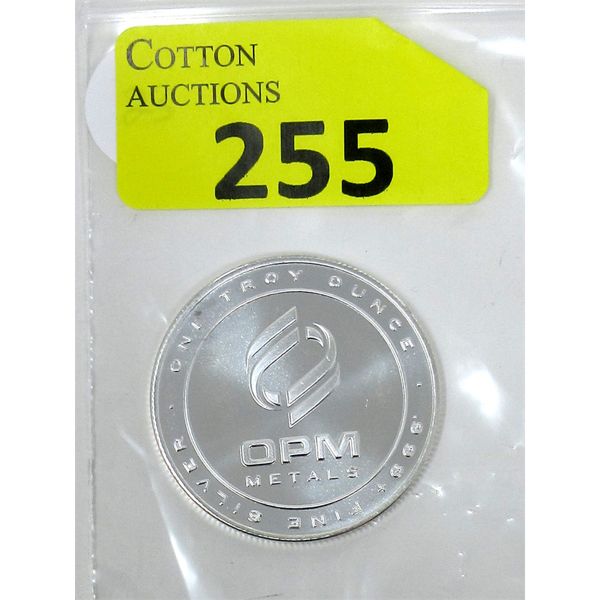 COTTON
AUCTIONS
255
ONE TROY OUNCE · .999+ FINE SILVER ·
OPM
METALS